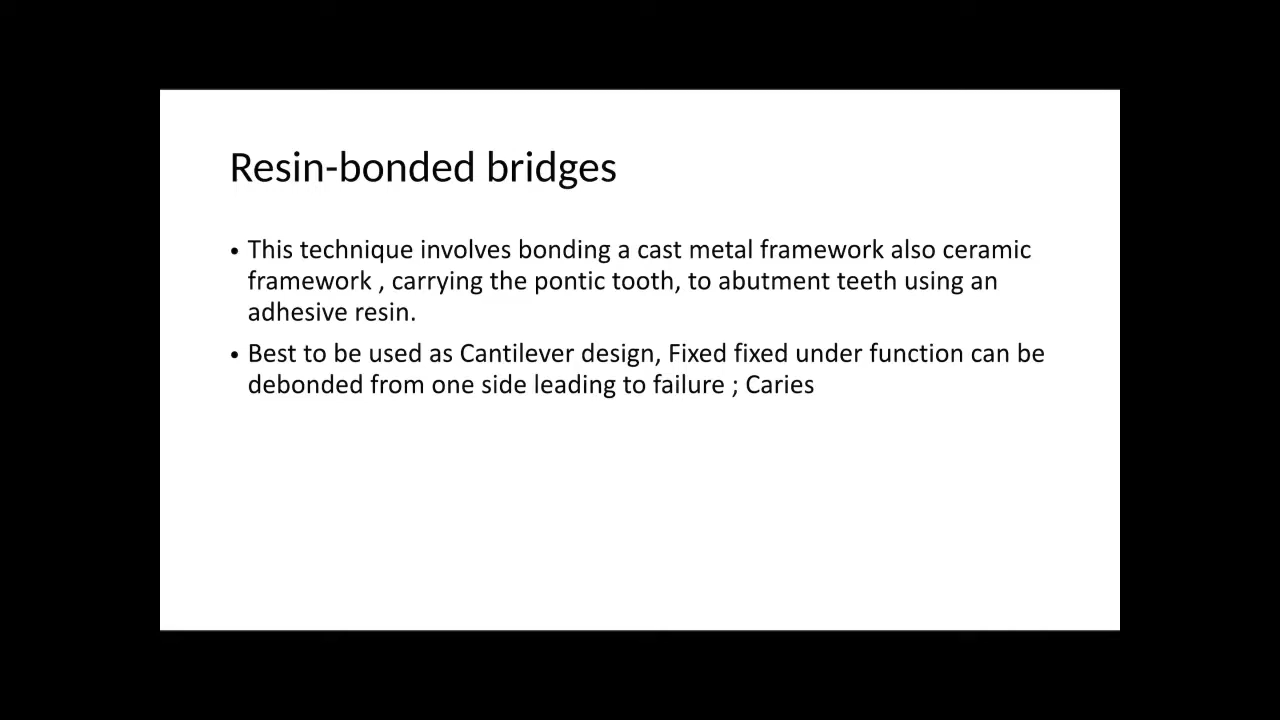 Resin-bonded bridges
• This technique involves bonding a cast metal framework also ceramic
framework , carrying the pontic tooth, to abutment teeth using an
adhesive resin.
• Best to be used as Cantilever design, Fixed fixed under function can be
debonded from one side leading to failure ; Caries